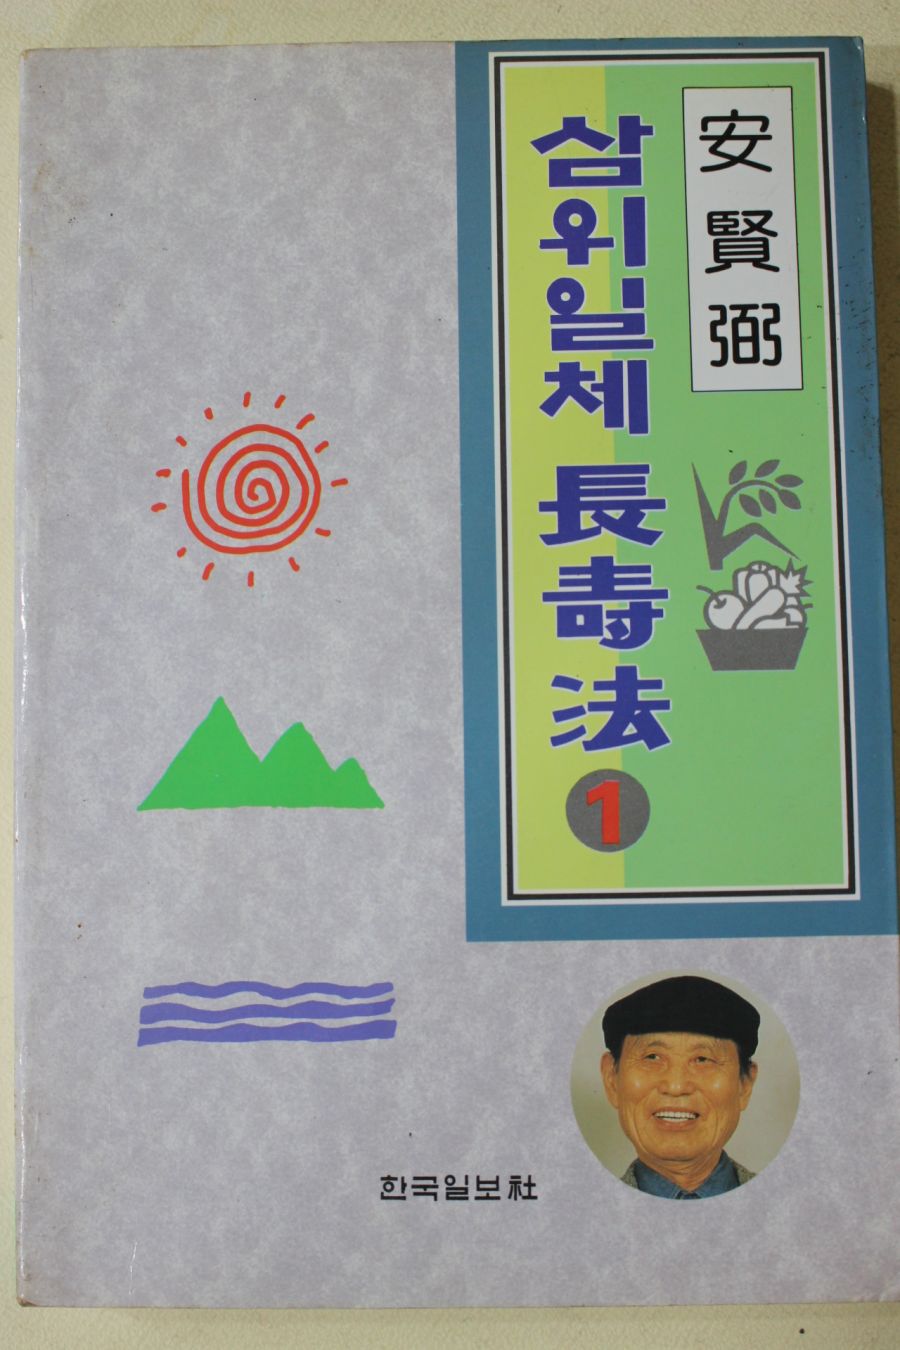 安賢弼
삼위일체 長壽法
1
한국일보社